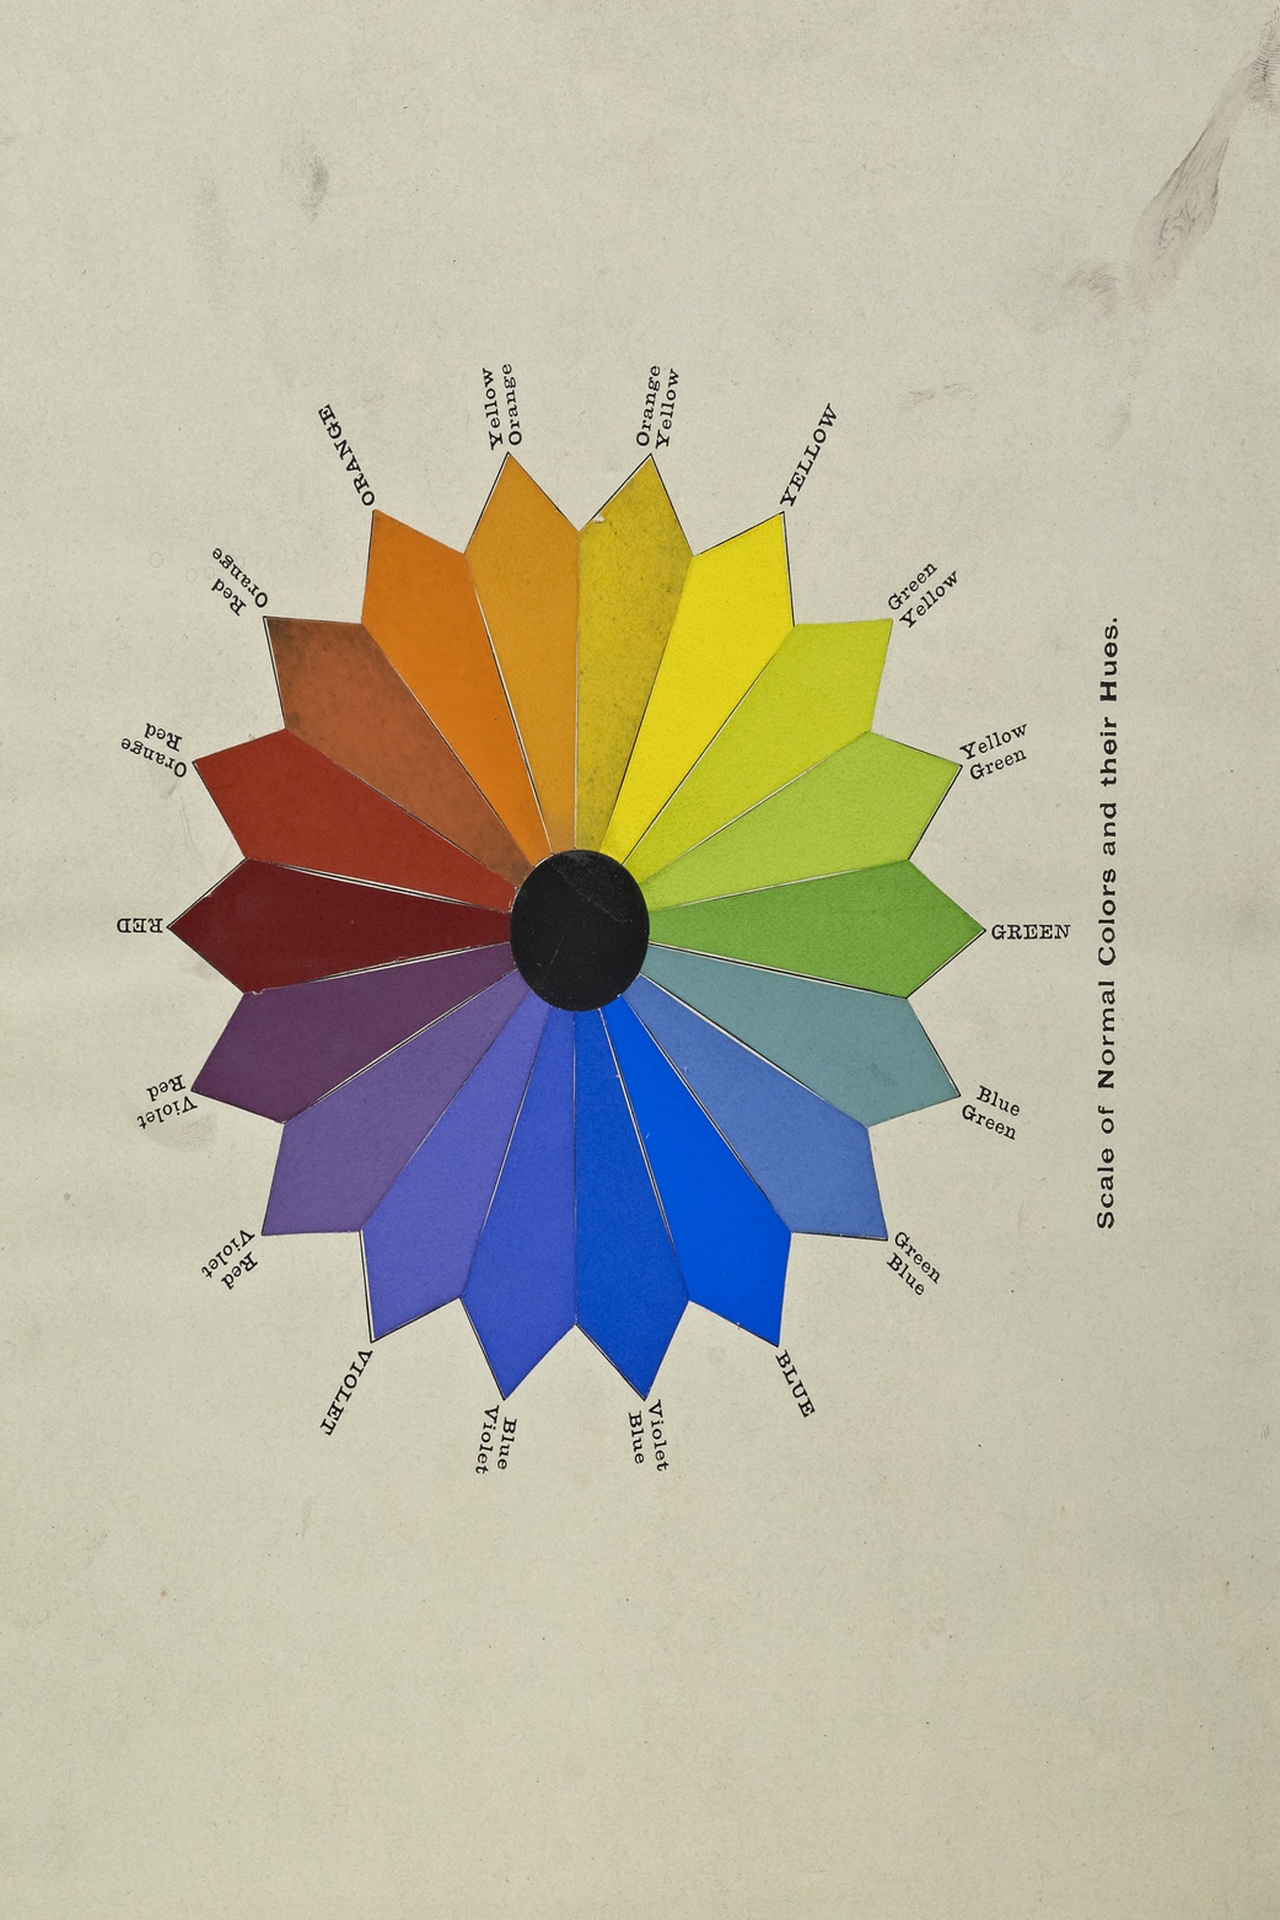 Scale of Normal Colors and their Hues.
RED
Orange
Red
Red
Orange
ORANGE
Yellow
Orange
Orange
Yellow
YELLOW
Green
Yellow
Yellow
Green
GREEN
Blue
Green
Green
Blue
BLUE
Violet
Blue
Blue
Violet
VIOLET
Red
Violet
Violet
Red